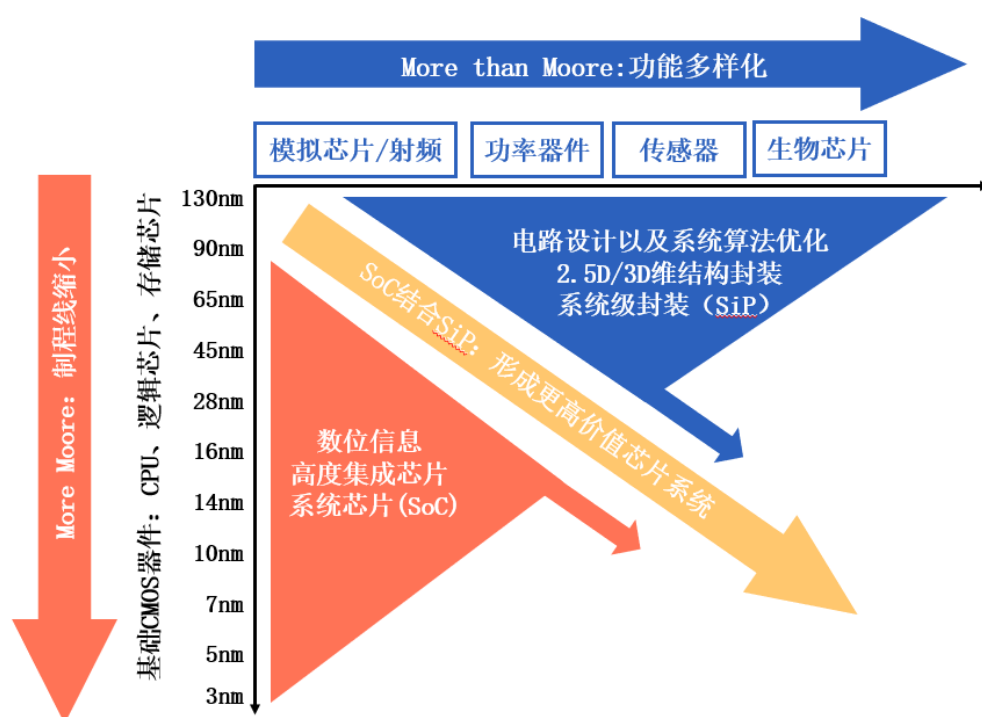 More than Moore:功能多样化
模拟芯片/射频
功率器件
传感器
生物芯片
More Moore: 制程线缩小
基础CMOS器件: CPU、逻辑芯片、存储芯片
130nm
90nm
65nm
45nm
28nm
16nm
14nm
10nm
7nm
5nm
3nm
电路设计以及系统算法优化
2.5D/3D维结构封装
系统级封装（SiP）
SoC结合SiP: 形成更高价值芯片系统
数位信息
高度集成芯片
系统芯片(SoC)